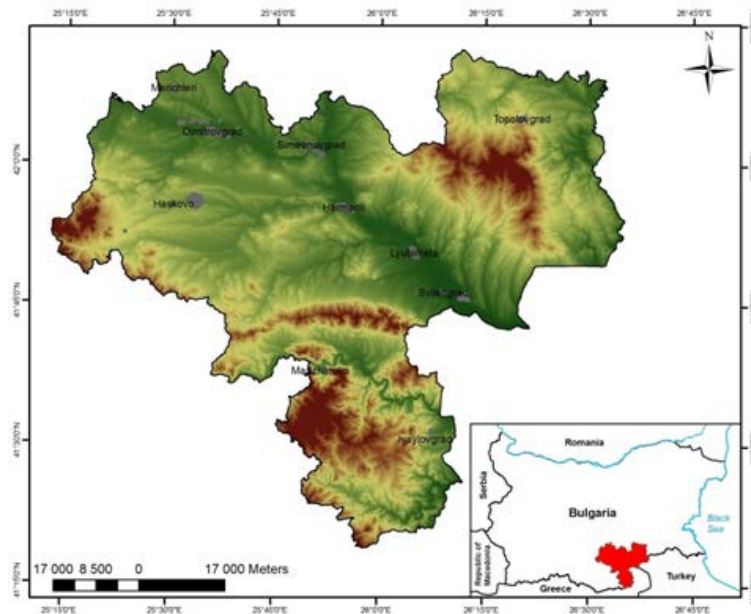 25°15'0"E 25°30'0"E 25°45'0"E 26°0'0"E 26°15'0"E 26°30'0"E 26°45'0"E
N
Merichleri
Topolovgrad
Dimitrovgrad
Simeonovgrad
42°0'0"N
Haskovo
Harmanli
Lyubimets
41°45'0"N
Svilengrad
Ivaylovgrad
41°30'0"N
Romania
Serbia
Bulgaria
Black
Sea
Republic of
Macedonia
Greece
Turkey
17 000 8 500 0 17 000 Meters
41°15'0"N
25°15'0"E 25°30'0"E 25°45'0"E 26°0'0"E 26°15'0"E 26°30'0"E 26°45'0"E